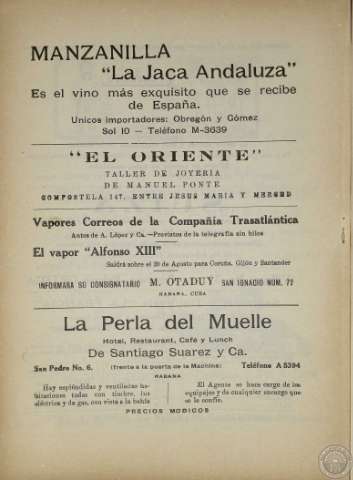 MANZANILLA
"La Jaca Andaluza"
Es el vino más exquisito que se recibe
de España.
Unicos importadores: Obregón y Gómez
Sol 10 — Teléfono M-3639
"EL ORIENTE"
TALLER DE JOYERIA
DE MANUEL PONTE
COMPOSTELA 147, ENTRE JESUS MARIA Y MERCED
Vapores Correos de la Compañía Trasatlántica
Antes de A. López y Ca.—Provistos de la telegrafía sin hilos
El vapor "Alfonso XIII"
Saldrá sobre el 20 de Agosto para Coruña, Gijón y Santander
INFORMARA SU CONSIGNATARIO M. OTADUY SAN IGNACIO NUM. 72
HABANA, CUBA
La Perla del Muelle
Hotel, Restaurant, Café y Lunch
De Santiago Suarez y Ca.
San Pedro No. 6. (frente a la puerta de la Machina) Teléfono A 5394
HABANA
Hay espléndidas y ventiladas ha-
bitaciones todas con timbre, luz
eléctrica y de gas, con vista a la bahía
El Agente se hace cargo de los
equipajes y de cualquier encargo que
se le confíe.
PRECIOS MODICOS